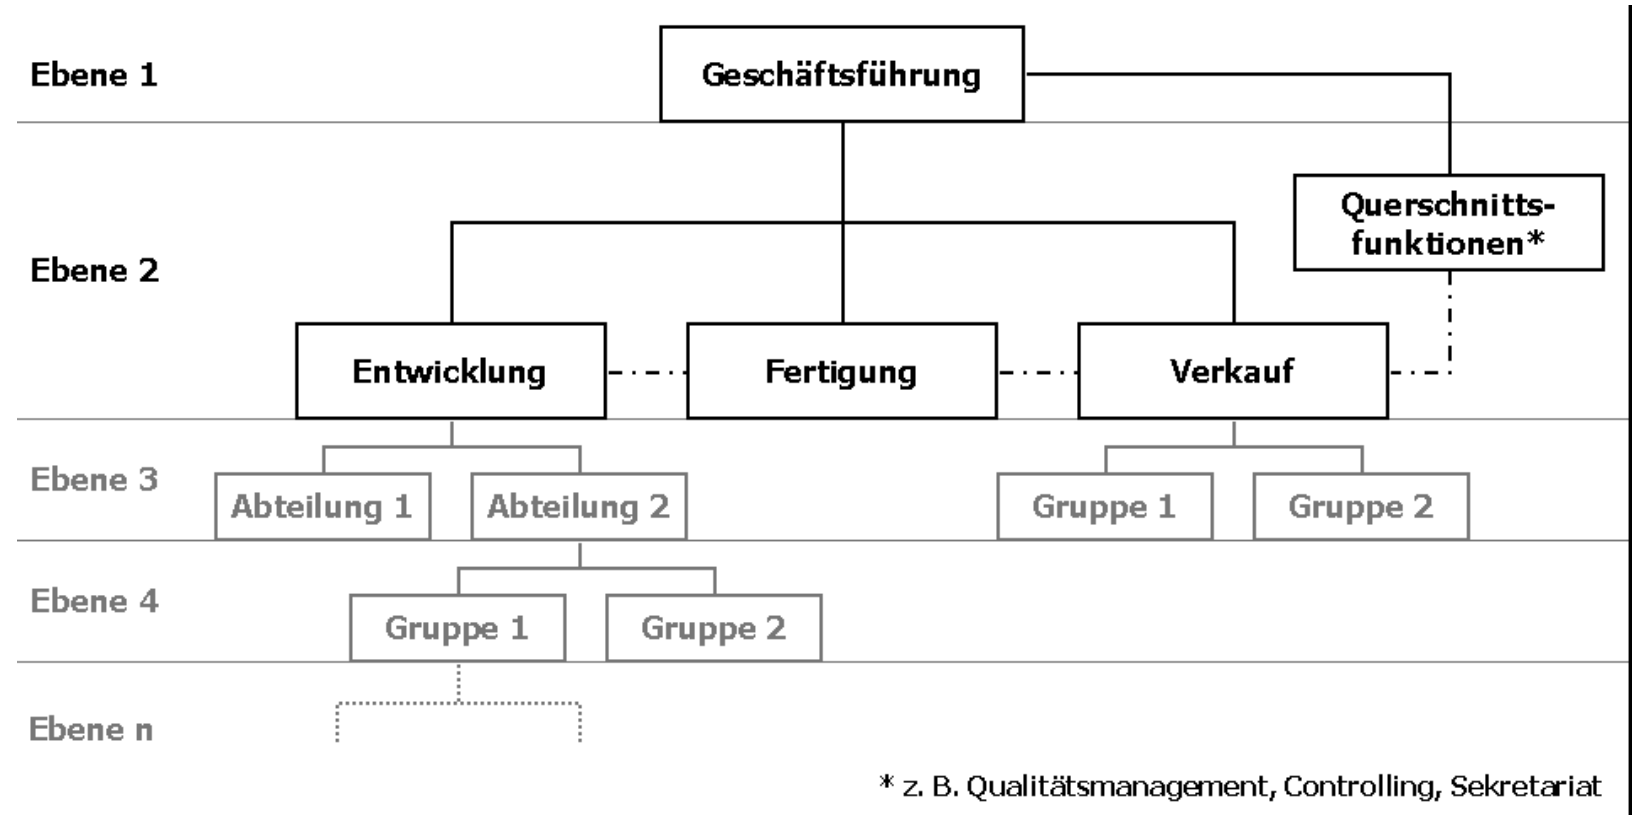 Ebene 1
Geschäftsführung
Querschnitts-
funktionen*
Ebene 2
Entwicklung
Fertigung
Verkauf
Ebene 3
Abteilung 1
Abteilung 2
Gruppe 1
Gruppe 2
Ebene 4
Gruppe 1
Gruppe 2
Ebene n
* z. B. Qualitätsmanagement, Controlling, Sekretariat